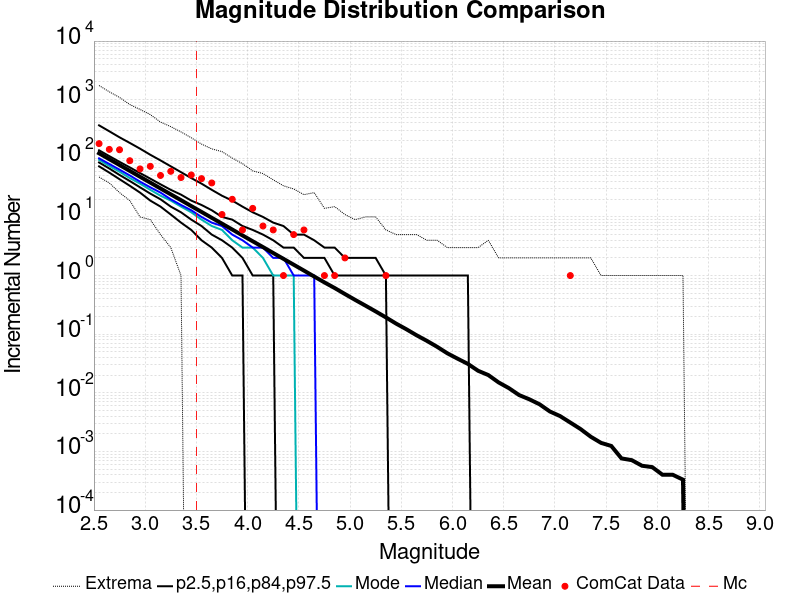 Magnitude Distribution Comparison
Incremental Number
10^4
10^3
10^2
10^1
10^0
10^-1
10^-2
10^-3
10^-4
2.5 3.0 3.5 4.0 4.5 5.0 5.5 6.0 6.5 7.0 7.5 8.0 8.5 9.0
Magnitude
Extrema p2.5,p16,p84,p97.5 Mode Median Mean ComCat Data Mc